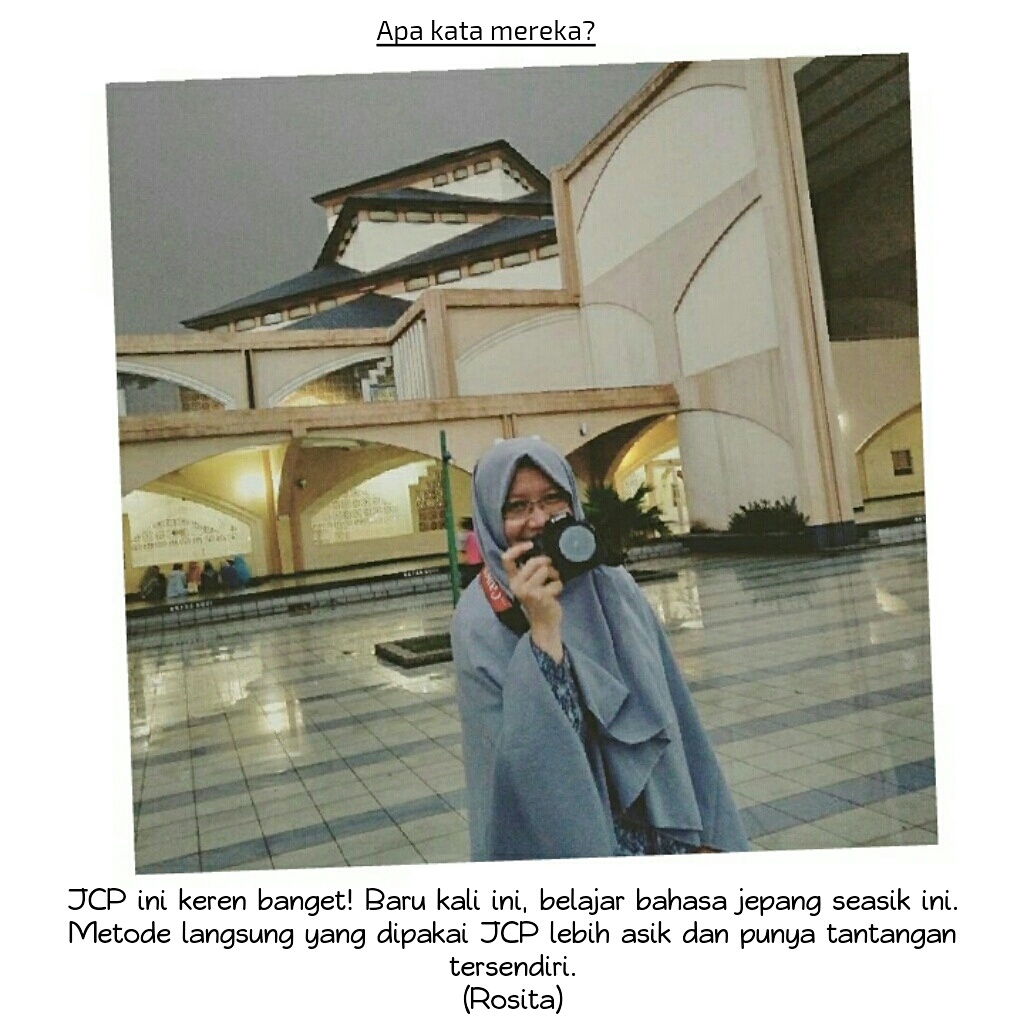 Apa kata mereka?
JCP ini keren banget! Baru kali ini, belajar bahasa jepang seasik ini.
Metode langsung yang dipakai JCP lebih asik dan punya tantangan
tersendiri.
(Rosita)